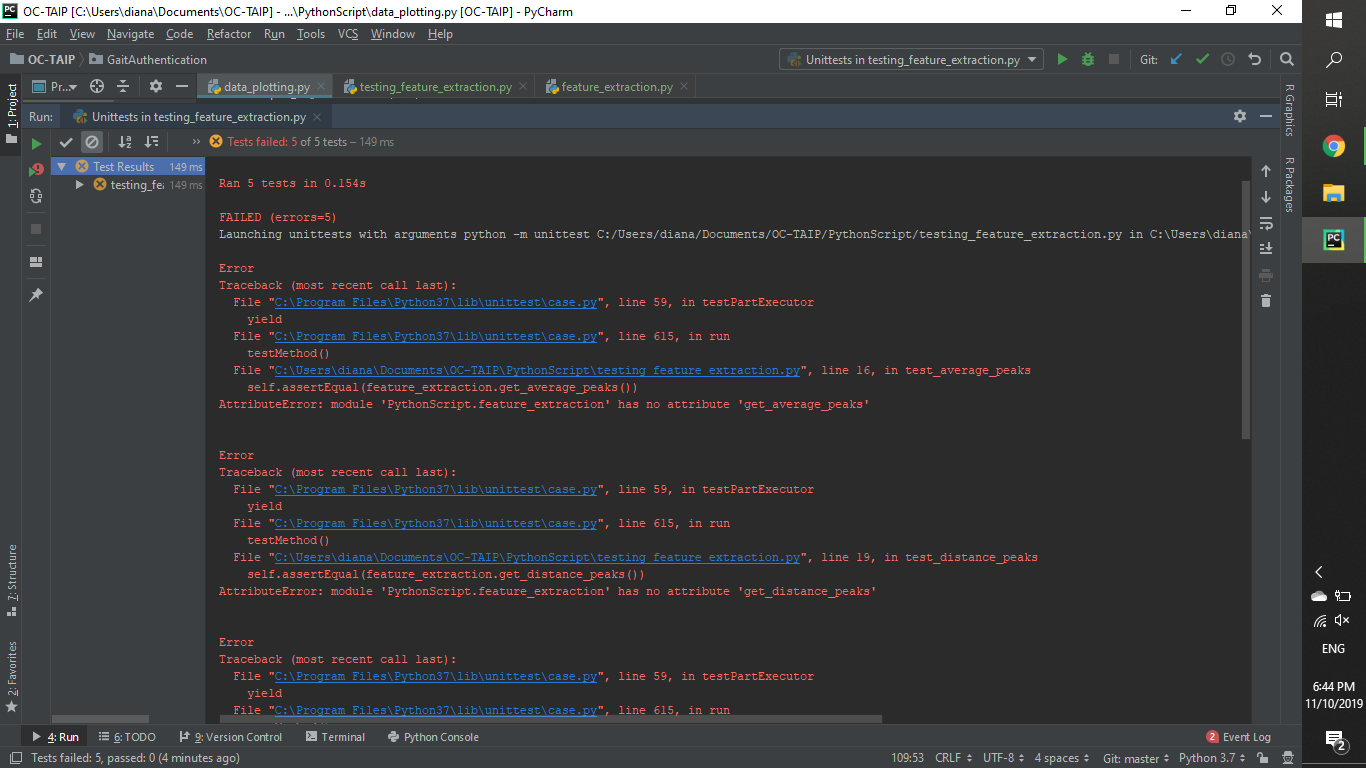 OC-TAIP [C:\Users\diana\Documents\OC-TAIP] - ...\PythonScript\data_plotting.py [OC-TAIP] - PyCharm
File Edit View Navigate Code Refactor Run Tools VCS Window Help
OC-TAIP GaitAuthentication
Unittests in testing_feature_extraction.py
Git:
1: Project
Pr...
data_plotting.py
testing_feature_extraction.py
feature_extraction.py
Run: Unittests in testing_feature_extraction.py
Tests failed: 5 of 5 tests – 149 ms
Test Results 149 ms
testing_fea 149 ms
Ran 5 tests in 0.154s
FAILED (errors=5)
Launching unittests with arguments python -m unittest C:/Users/diana/Documents/OC-TAIP/PythonScript/testing_feature_extraction.py in C:\Users\diana\
Error
Traceback (most recent call last):
File "C:\Program Files\Python37\lib\unittest\case.py", line 59, in testPartExecutor
yield
File "C:\Program Files\Python37\lib\unittest\case.py", line 615, in run
testMethod()
File "C:\Users\diana\Documents\OC-TAIP\PythonScript\testing_feature_extraction.py", line 16, in test_average_peaks
self.assertEqual(feature_extraction.get_average_peaks())
AttributeError: module 'PythonScript.feature_extraction' has no attribute 'get_average_peaks'
Error
Traceback (most recent call last):
File "C:\Program Files\Python37\lib\unittest\case.py", line 59, in testPartExecutor
yield
File "C:\Program Files\Python37\lib\unittest\case.py", line 615, in run
testMethod()
File "C:\Users\diana\Documents\OC-TAIP\PythonScript\testing_feature_extraction.py", line 19, in test_distance_peaks
self.assertEqual(feature_extraction.get_distance_peaks())
AttributeError: module 'PythonScript.feature_extraction' has no attribute 'get_distance_peaks'
Error
Traceback (most recent call last):
File "C:\Program Files\Python37\lib\unittest\case.py", line 59, in testPartExecutor
yield
File "C:\Program Files\Python37\lib\unittest\case.py", line 615, in run
R Graphics
R Packages
7: Structure
2: Favorites
4: Run 6: TODO 9: Version Control Terminal Python Console
2 Event Log
Tests failed: 5, passed: 0 (4 minutes ago)
109:53 CRLF UTF-8 4 spaces Git: master Python 3.7
PC
ENG
6:44 PM
11/10/2019
2